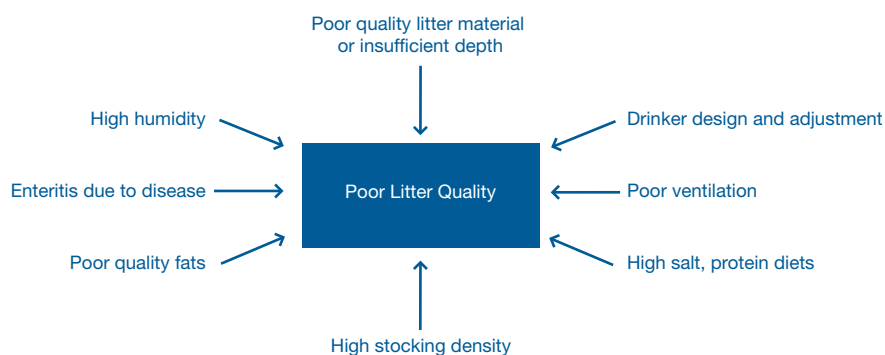 Poor quality litter material
or insufficient depth
High humidity
Drinker design and adjustment
Enteritis due to disease
Poor Litter Quality
Poor ventilation
Poor quality fats
High salt, protein diets
High stocking density